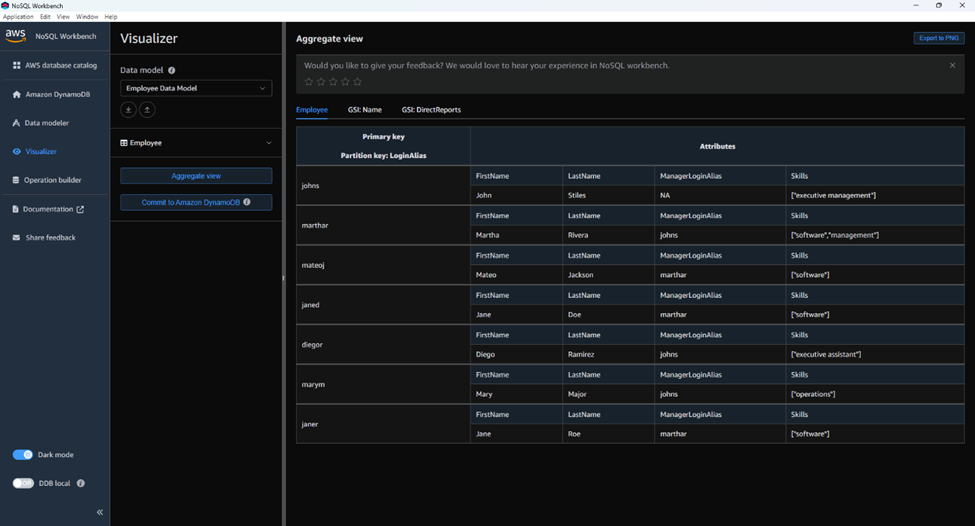 NoSQL Workbench
Application Edit View Window Help
aws NoSQL Workbench
AWS database catalog
Amazon DynamoDB
Data modeler
Visualizer
Operation builder
Documentation
Share feedback
Dark mode
Off DDB local
Visualizer
Data model
Employee Data Model
Employee
Aggregate view
Commit to Amazon DynamoDB
Aggregate view
Export to PNG
Would you like to give your feedback? We would love to hear your experience in NoSQL workbench.
Employee GSI: Name GSI: DirectReports
Primary key
Partition key: LoginAlias
Attributes
johns
FirstName LastName ManagerLoginAlias Skills
John Stiles NA ["executive management"]
marthar
FirstName LastName ManagerLoginAlias Skills
Martha Rivera johns ["software","management"]
mateoj
FirstName LastName ManagerLoginAlias Skills
Mateo Jackson marthar ["software"]
janed
FirstName LastName ManagerLoginAlias Skills
Jane Doe marthar ["software"]
diegor
FirstName LastName ManagerLoginAlias Skills
Diego Ramirez johns ["executive assistant"]
marym
FirstName LastName ManagerLoginAlias Skills
Mary Major johns ["operations"]
janer
FirstName LastName ManagerLoginAlias Skills
Jane Roe marthar ["software"]